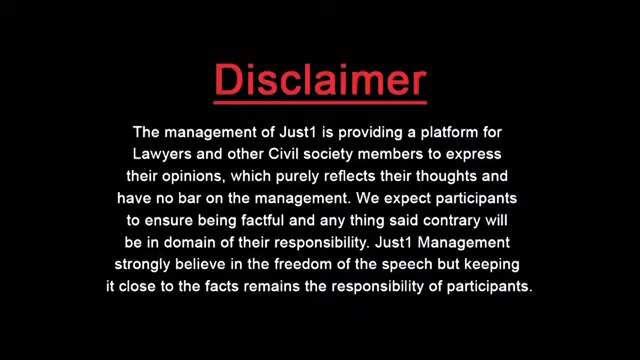 Disclaimer
The management of Just1 is providing a platform for
Lawyers and other Civil society members to express
their opinions, which purely reflects their thoughts and
have no bar on the management. We expect participants
to ensure being factful and any thing said contrary will
be in domain of their responsibility. Just1 Management
strongly believe in the freedom of the speech but keeping
it close to the facts remains the responsibility of participants.